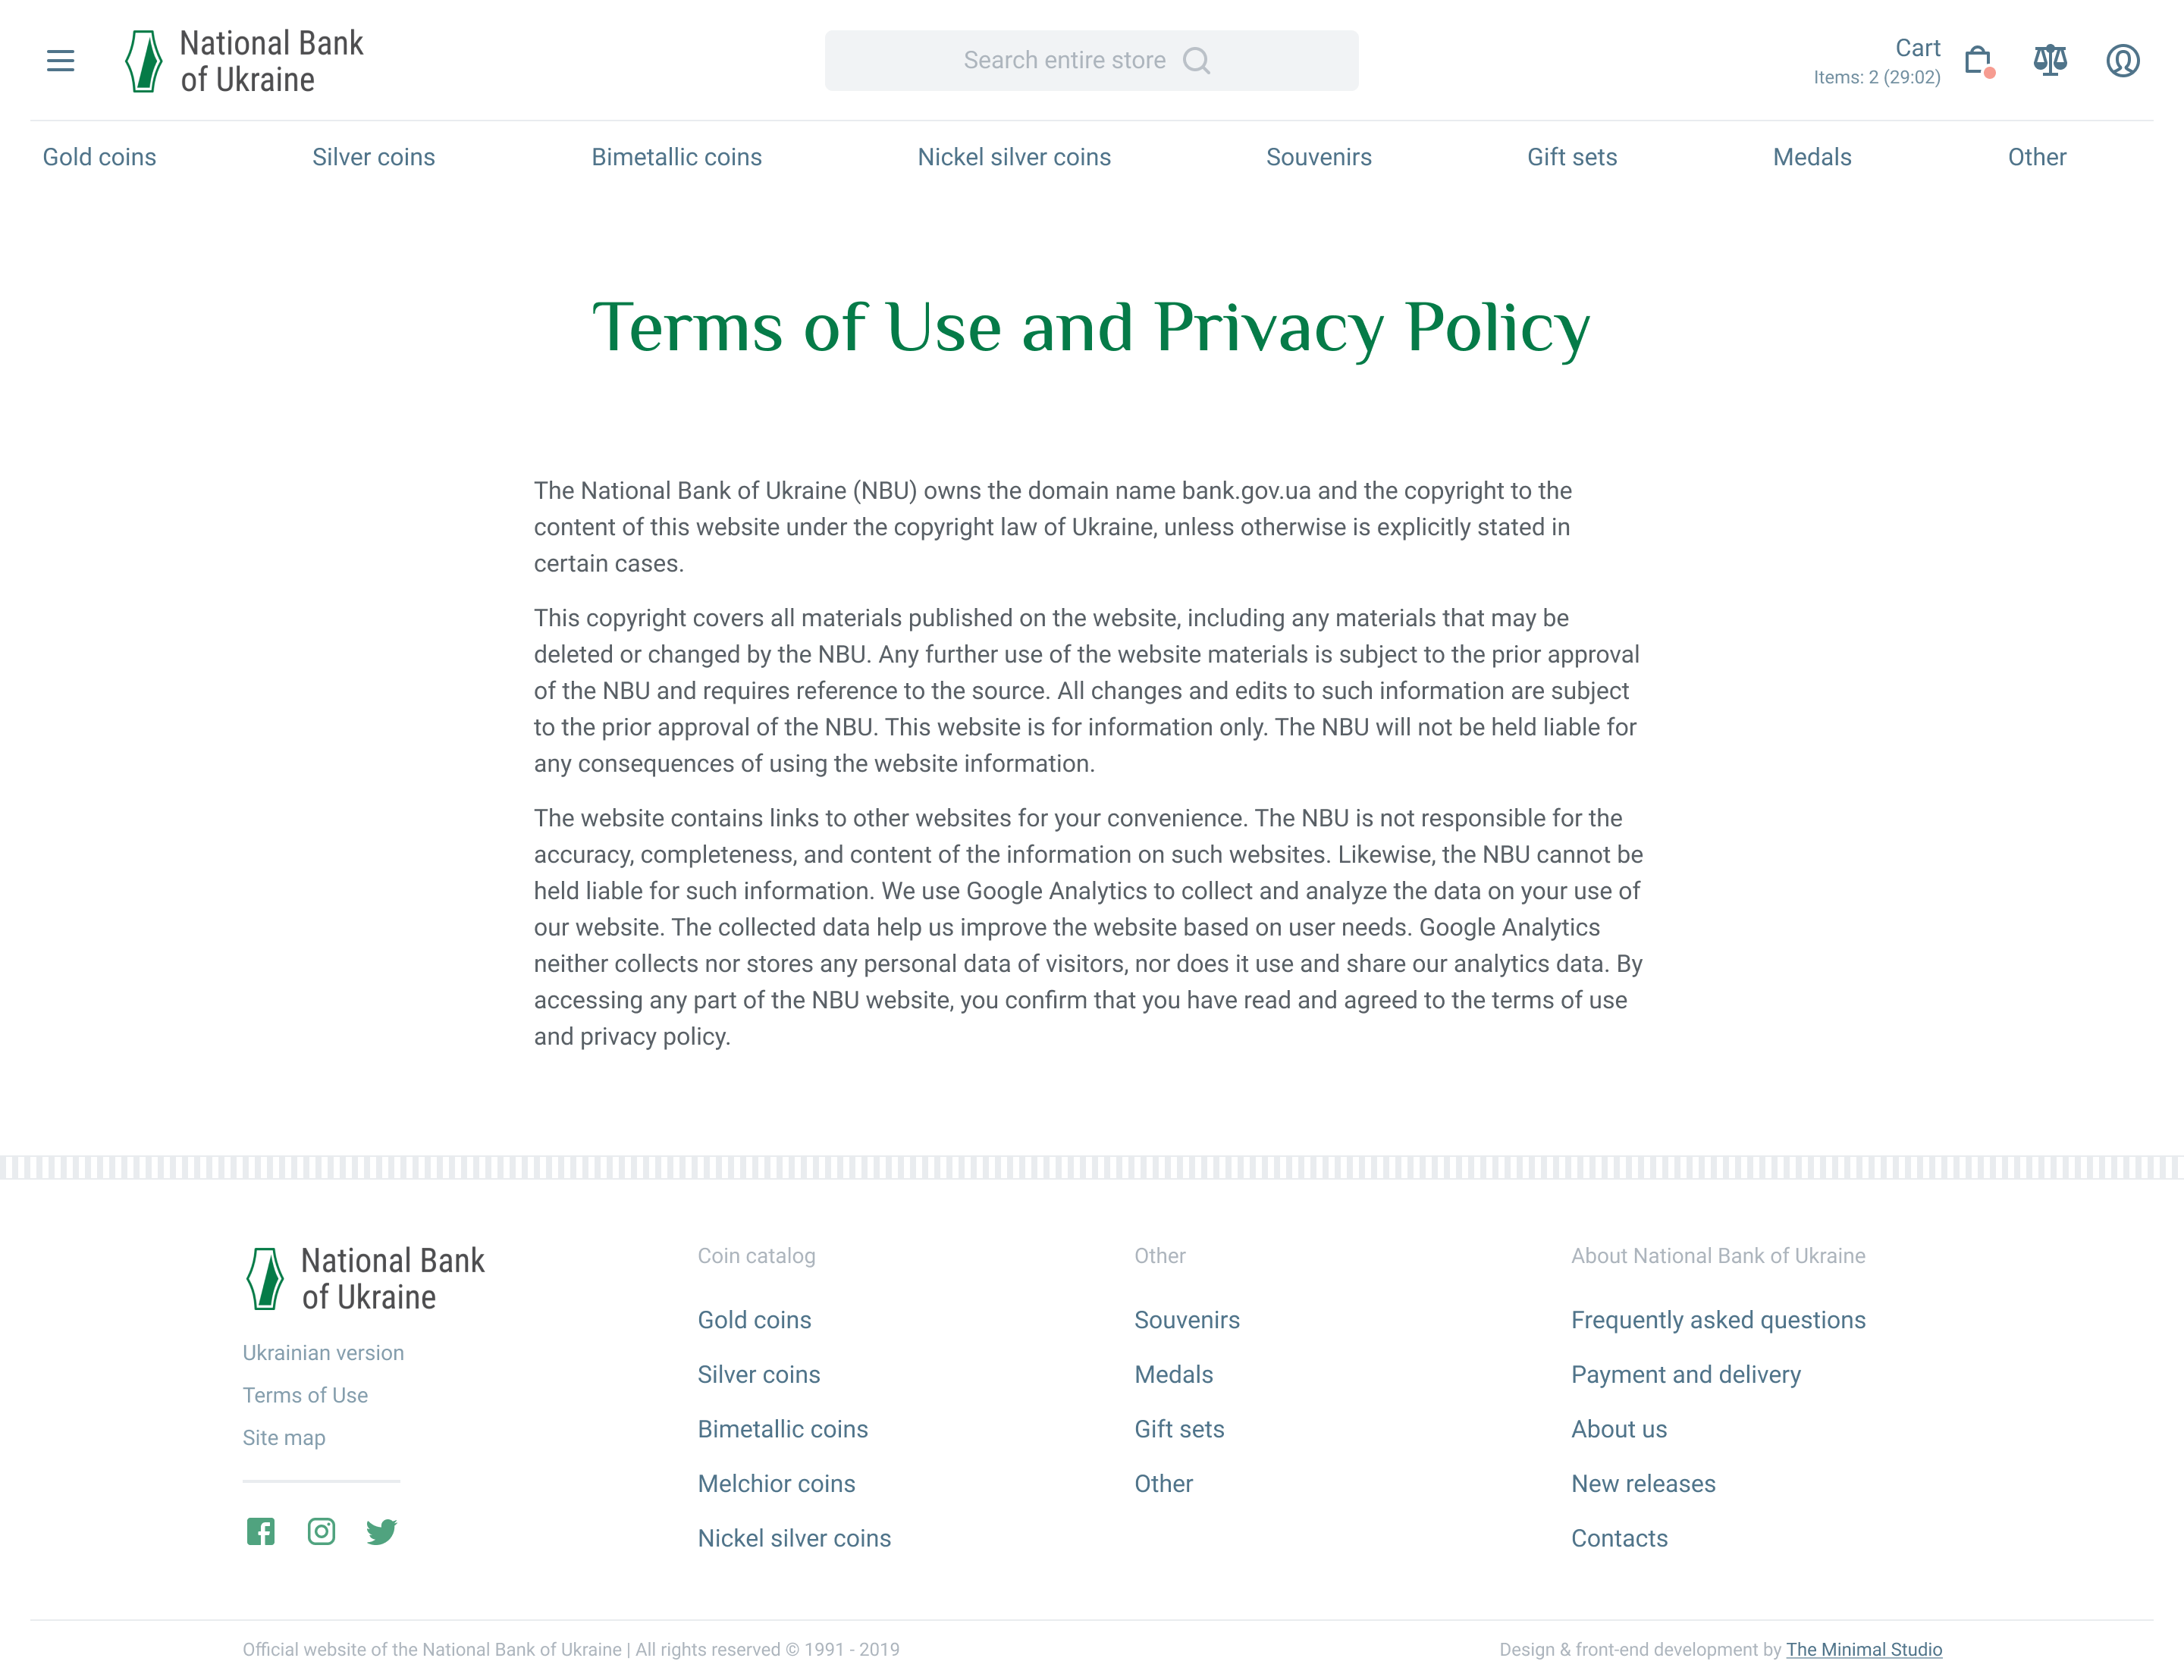 National Bank
of Ukraine
Search entire store
Cart
Items: 2 (29:02)
Gold coins
Silver coins
Bimetallic coins
Nickel silver coins
Souvenirs
Gift sets
Medals
Other
Terms of Use and Privacy Policy
The National Bank of Ukraine (NBU) owns the domain name bank.gov.ua and the copyright to the
content of this website under the copyright law of Ukraine, unless otherwise is explicitly stated in
certain cases.
This copyright covers all materials published on the website, including any materials that may be
deleted or changed by the NBU. Any further use of the website materials is subject to the prior approval
of the NBU and requires reference to the source. All changes and edits to such information are subject
to the prior approval of the NBU. This website is for information only. The NBU will not be held liable for
any consequences of using the website information.
The website contains links to other websites for your convenience. The NBU is not responsible for the
accuracy, completeness, and content of the information on such websites. Likewise, the NBU cannot be
held liable for such information. We use Google Analytics to collect and analyze the data on your use of
our website. The collected data help us improve the website based on user needs. Google Analytics
neither collects nor stores any personal data of visitors, nor does it use and share our analytics data. By
accessing any part of the NBU website, you confirm that you have read and agreed to the terms of use
and privacy policy.
National Bank
of Ukraine
Ukrainian version
Terms of Use
Site map
Coin catalog
Gold coins
Silver coins
Bimetallic coins
Melchior coins
Nickel silver coins
Other
Souvenirs
Medals
Gift sets
Other
About National Bank of Ukraine
Frequently asked questions
Payment and delivery
About us
New releases
Contacts
Official website of the National Bank of Ukraine | All rights reserved © 1991 - 2019
Design & front-end development by The Minimal Studio